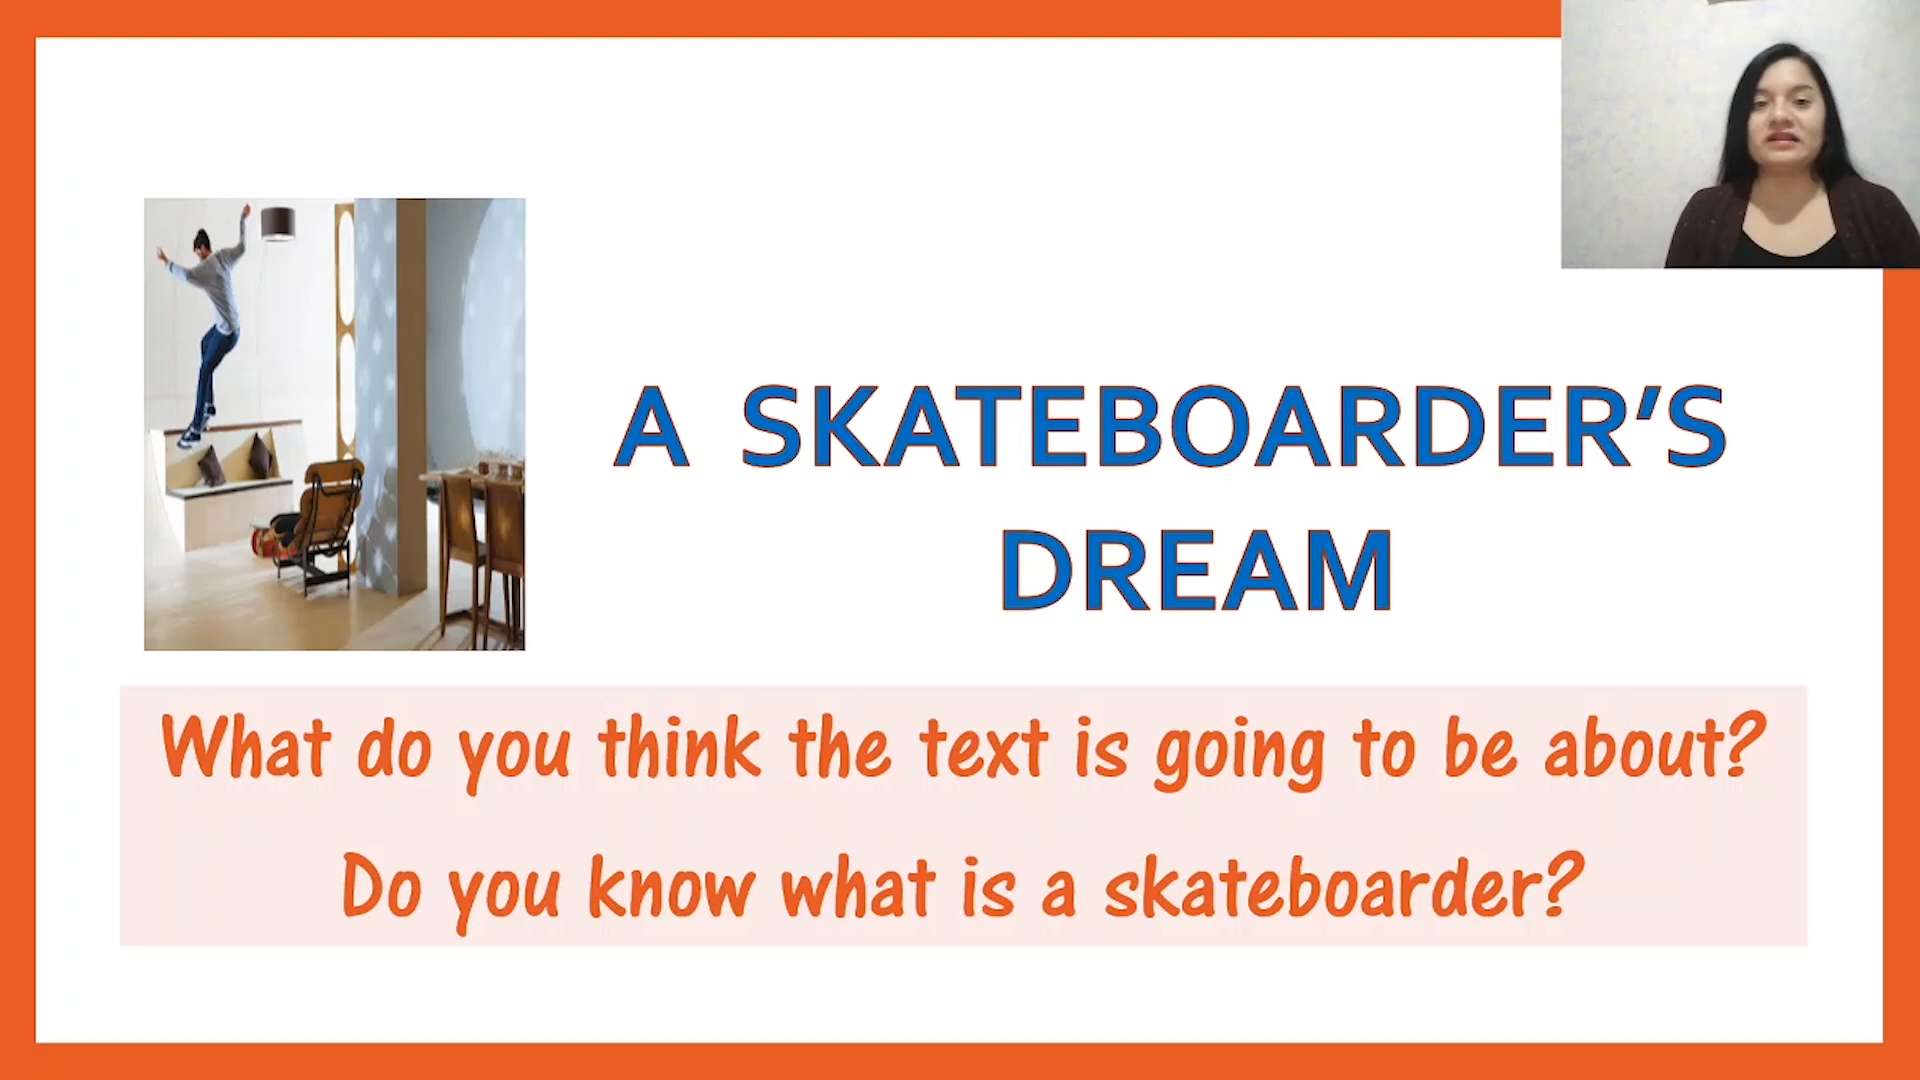 A SKATEBOARDER’S
DREAM
What do you think the text is going to be about?
Do you know what is a skateboarder?